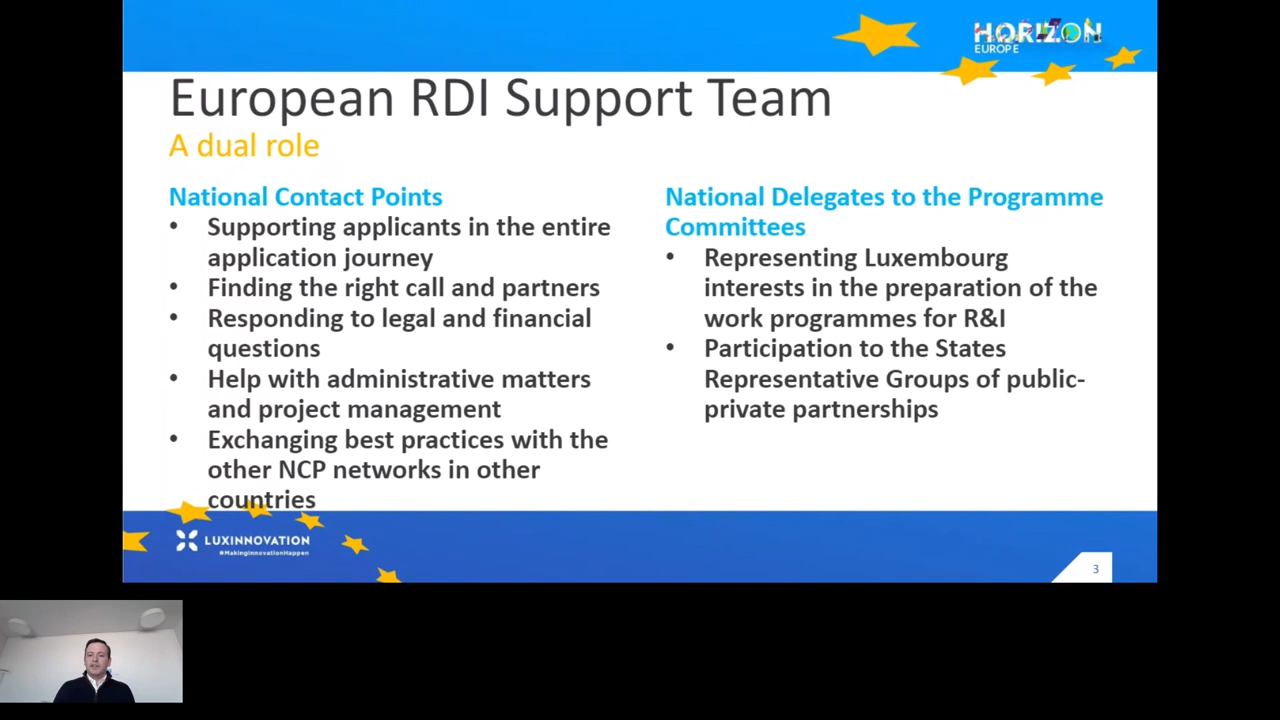 HORIZON
EUROPE
European RDI Support Team
A dual role
National Contact Points
• Supporting applicants in the entire
application journey
• Finding the right call and partners
• Responding to legal and financial
questions
• Help with administrative matters
and project management
• Exchanging best practices with the
other NCP networks in other
countries
National Delegates to the Programme
Committees
• Representing Luxembourg
interests in the preparation of the
work programmes for R&I
• Participation to the States
Representative Groups of public-
private partnerships
LUXINNOVATION
#MakingInnovationHappen
3